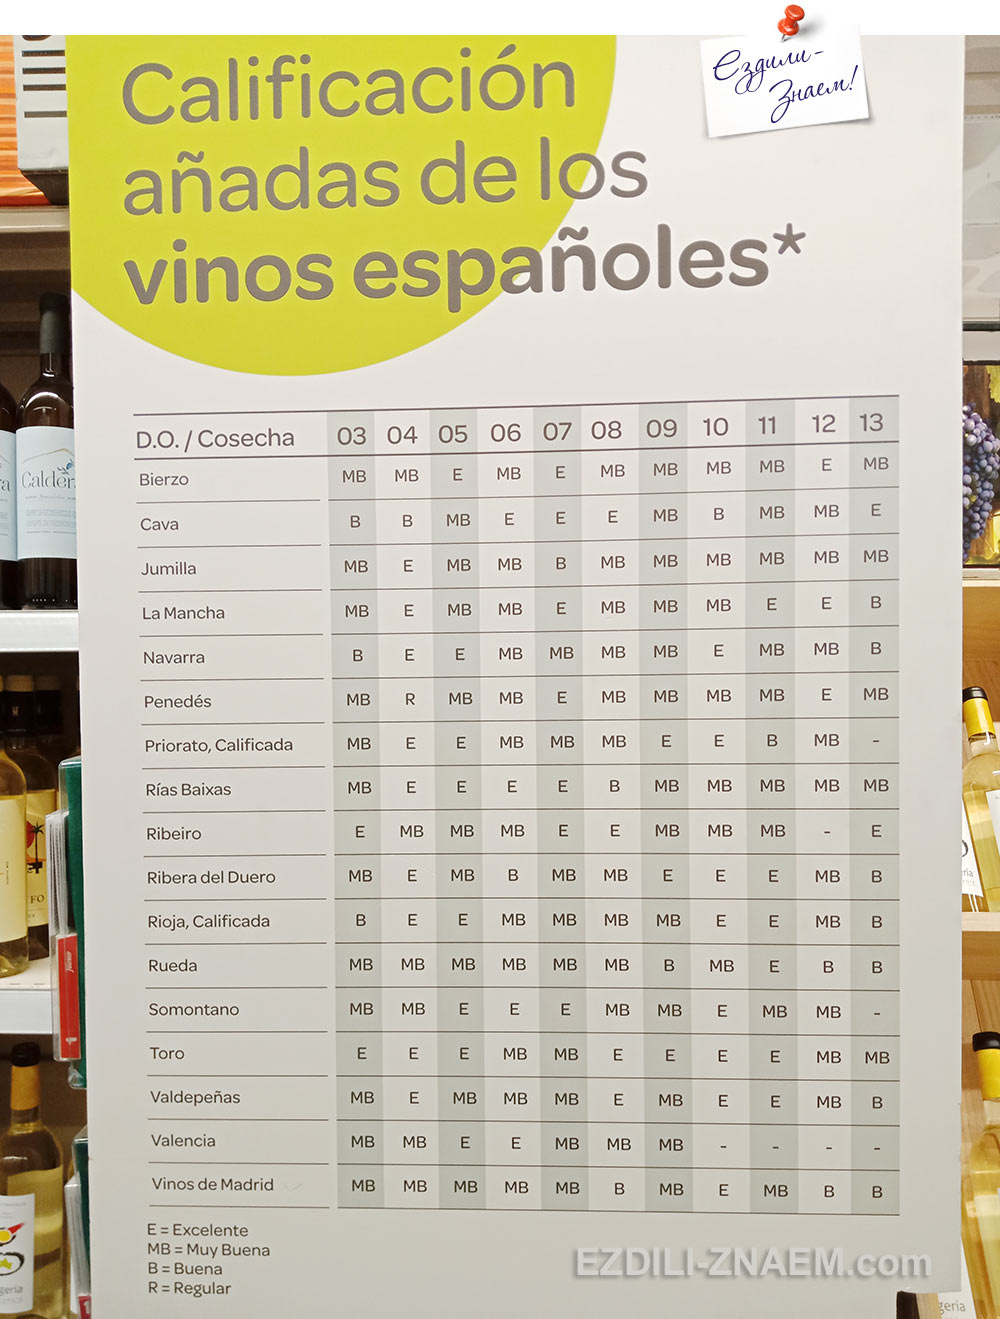 Ездили-
Знаем!
Calificación
añadas de los
vinos españoles*
D.O. / Cosecha 03 04 05 06 07 08 09 10 11 12 13
Bierzo MB MB E MB E MB MB MB MB E MB
Cava B B MB E E E MB B MB MB E
Jumilla MB E MB MB B MB MB MB MB MB MB
La Mancha MB E MB MB E MB MB MB E E B
Navarra B E E MB MB MB MB E MB MB B
Penedés MB R MB MB E MB MB MB MB E MB
Priorato, Calificada MB E E MB MB MB E E B MB -
Rías Baixas MB E E E E B MB MB MB MB MB
Ribeiro E MB MB MB E E MB MB MB - E
Ribera del Duero MB E MB B MB MB E E E MB B
Rioja, Calificada B E E MB MB MB MB E E MB B
Rueda MB MB MB MB MB MB B MB E B B
Somontano MB MB E E E MB MB E MB MB -
Toro E E E MB MB E E E E MB MB
Valdepeñas MB E MB MB MB E MB E E MB B
Valencia MB MB E E MB MB MB - - - -
Vinos de Madrid MB MB MB MB MB B MB E MB B B
E = Excelente
MB = Muy Buena
B = Buena
R = Regular
EZDILI-ZNAEM.com
Caldera
geria